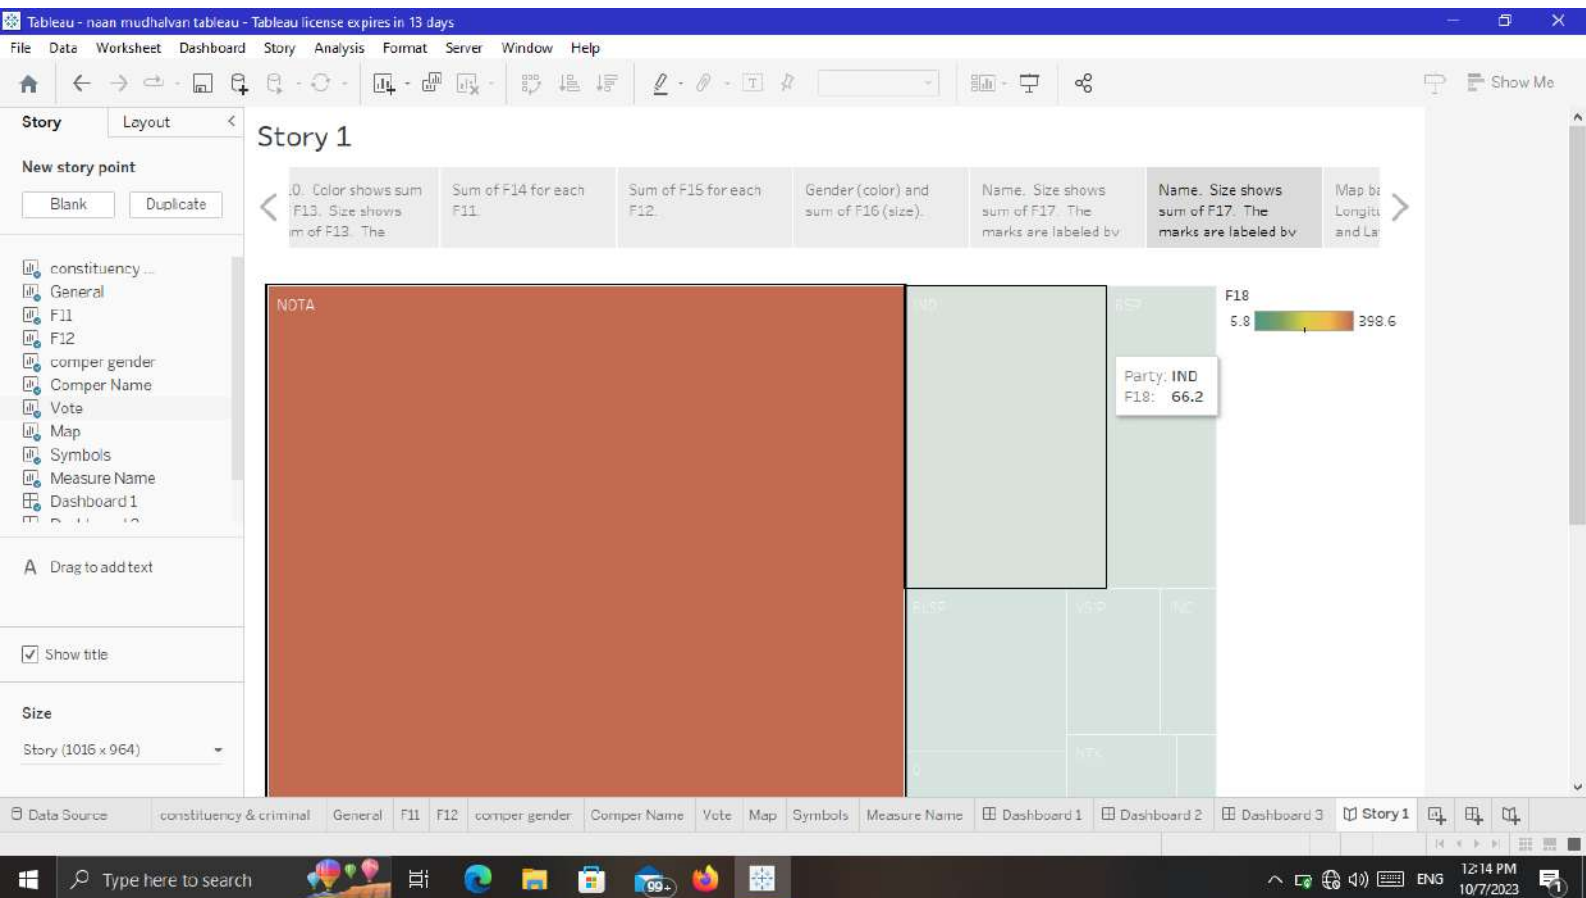 Tableau - naan mudhalvan tableau - Tableau license expires in 13 days
File Data Worksheet Dashboard Story Analysis Format Server Window Help
Show Me
Story Layout
New story point
Blank Duplicate
constituency ...
General
F11
F12
comper gender
Comper Name
Vote
Map
Symbols
Measure Name
Dashboard 1
A Drag to add text
Show title
Size
Story (1016 x 964)
Story 1
Color shows sum
F13. Size shows
of F13. The
Sum of F14 for each
F11.
Sum of F15 for each
F12.
Gender (color) and
sum of F16 (size).
Name. Size shows
sum of F17. The
marks are labeled by
Name. Size shows
sum of F17. The
marks are labeled by
Map
and
NOTA
IND
BSP
Party: IND
F18: 66.2
BLSP
VSIP
INC
NTK
F18
5.8 398.6
Data Source constituency & criminal General F11 F12 comper gender Comper Name Vote Map Symbols Measure Name Dashboard 1 Dashboard 2 Dashboard 3 Story 1
Type here to search
99+
ENG
12:14 PM
10/7/2023
1